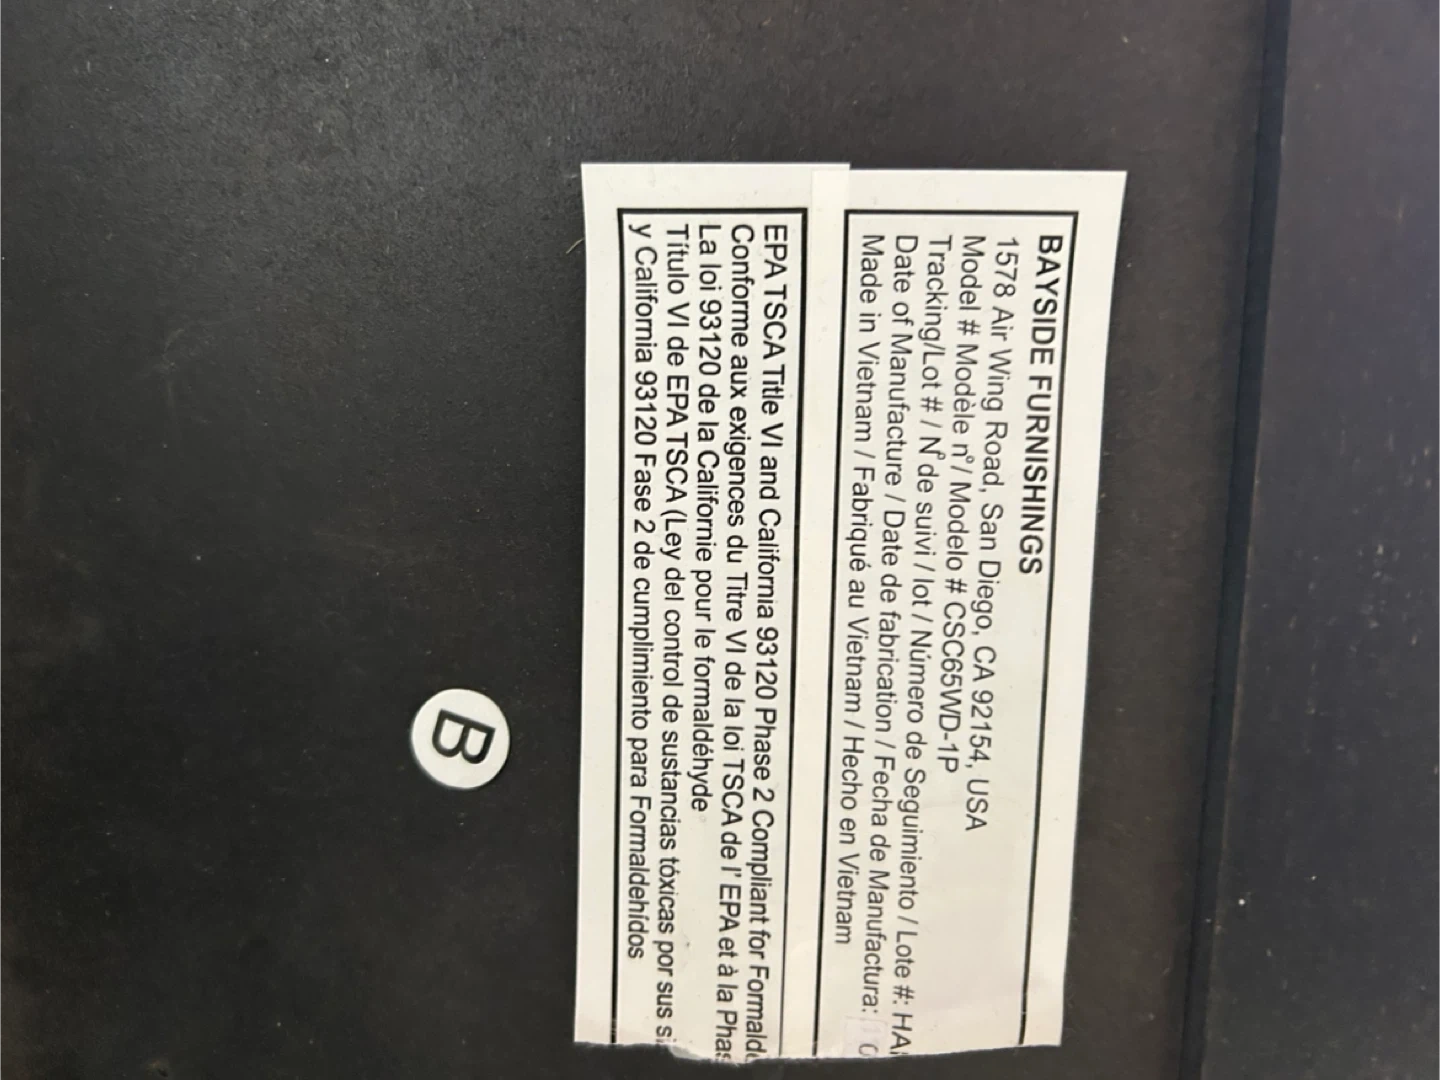 BAYSIDE FURNISHINGS
1578 Air Wing Road, San Diego, CA 92154, USA
Model # Modèle nº / Modelo # CSC65WD-1P
Tracking/Lot # / Nº de suivi / lot / Número de Seguimiento / Lote #:
Date of Manufacture / Date de fabrication / Fecha de Manufactura:
Made in Vietnam / Fabriqué au Vietnam / Hecho en Vietnam
EPA TSCA Title VI and California 93120 Phase 2 Compliant for
Conforme aux exigences du Titre VI de la loi TSCA de l' EPA et à la
La loi 93120 de la Californie pour le formaldéhyde
Título VI de EPA TSCA (Ley del control de sustancias tóxicas por sus
y California 93120 Fase 2 de cumplimiento para Formaldehídos
B